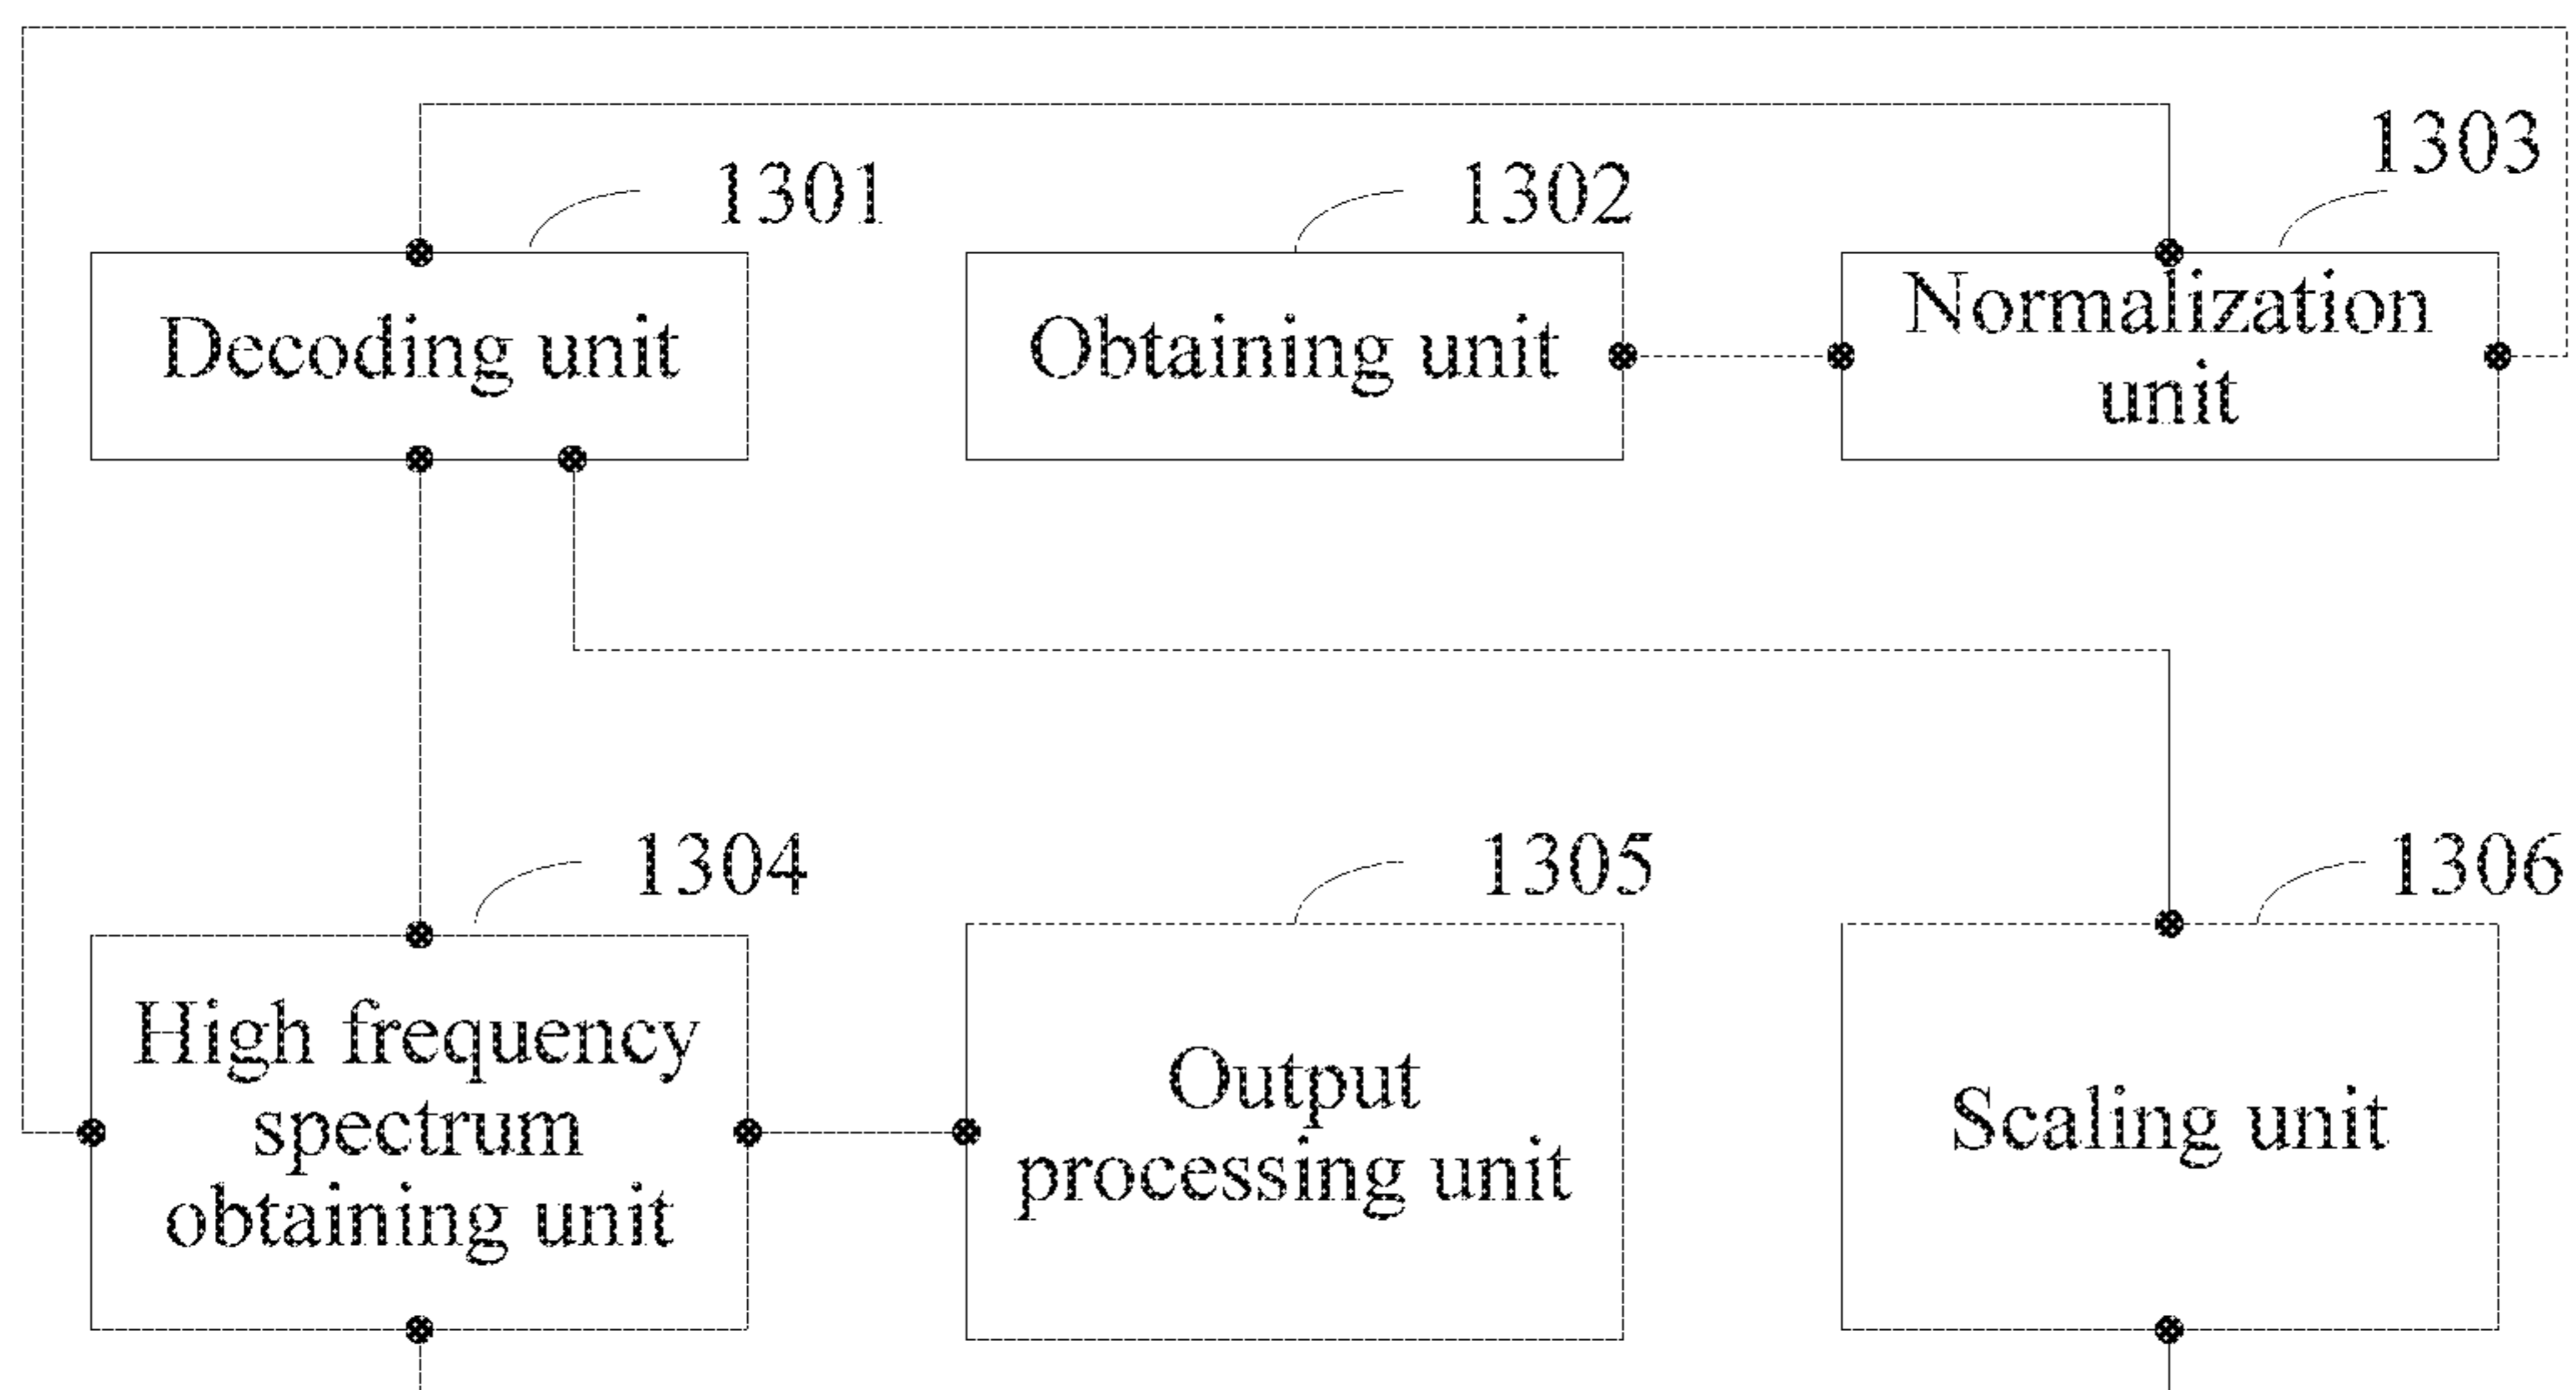 1301
Decoding unit
1302
Obtaining unit
1303
Normalization
unit
1304
High frequency
spectrum
obtaining unit
1305
Output
processing unit
1306
Scaling unit